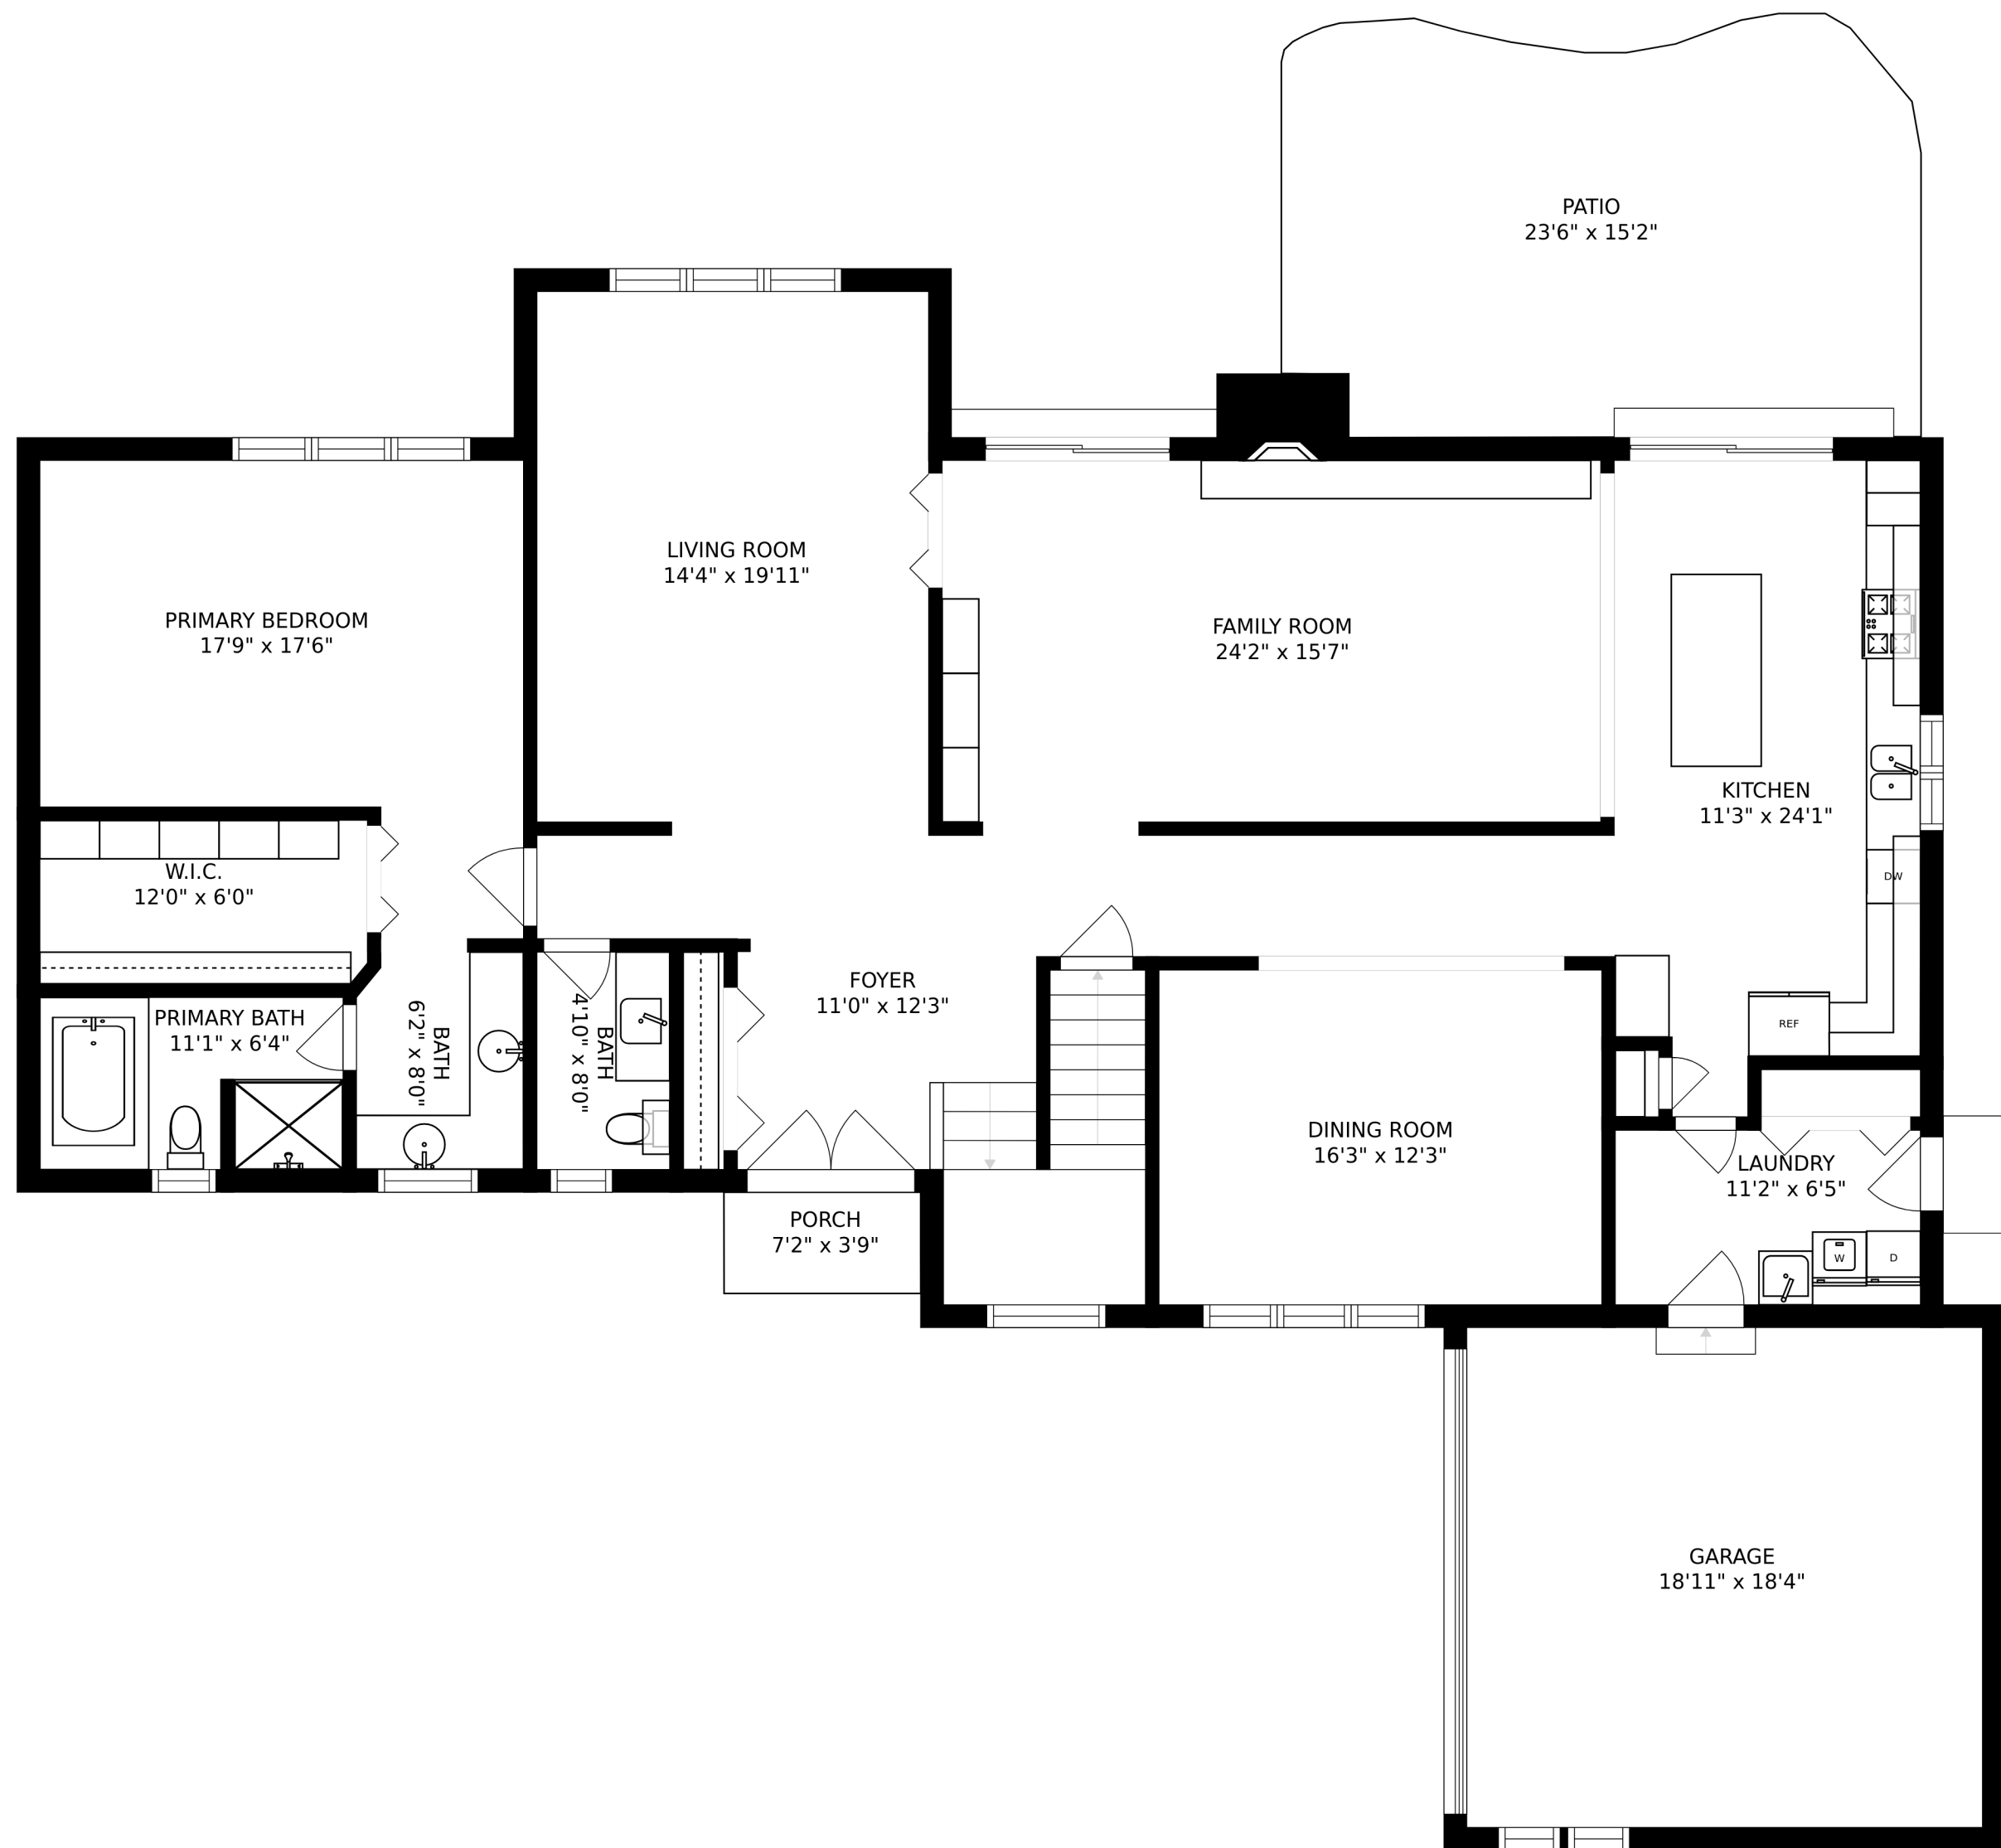 PATIO
23'6" x 15'2"
LIVING ROOM
14'4" x 19'11"
PRIMARY BEDROOM
17'9" x 17'6"
FAMILY ROOM
24'2" x 15'7"
KITCHEN
11'3" x 24'1"
W.I.C.
12'0" x 6'0"
DW
FOYER
11'0" x 12'3"
PRIMARY BATH
11'1" x 6'4"
BATH
6'2" x 8'0"
BATH
4'10" x 8'0"
REF
DINING ROOM
16'3" x 12'3"
LAUNDRY
11'2" x 6'5"
PORCH
7'2" x 3'9"
W
D
GARAGE
18'11" x 18'4"